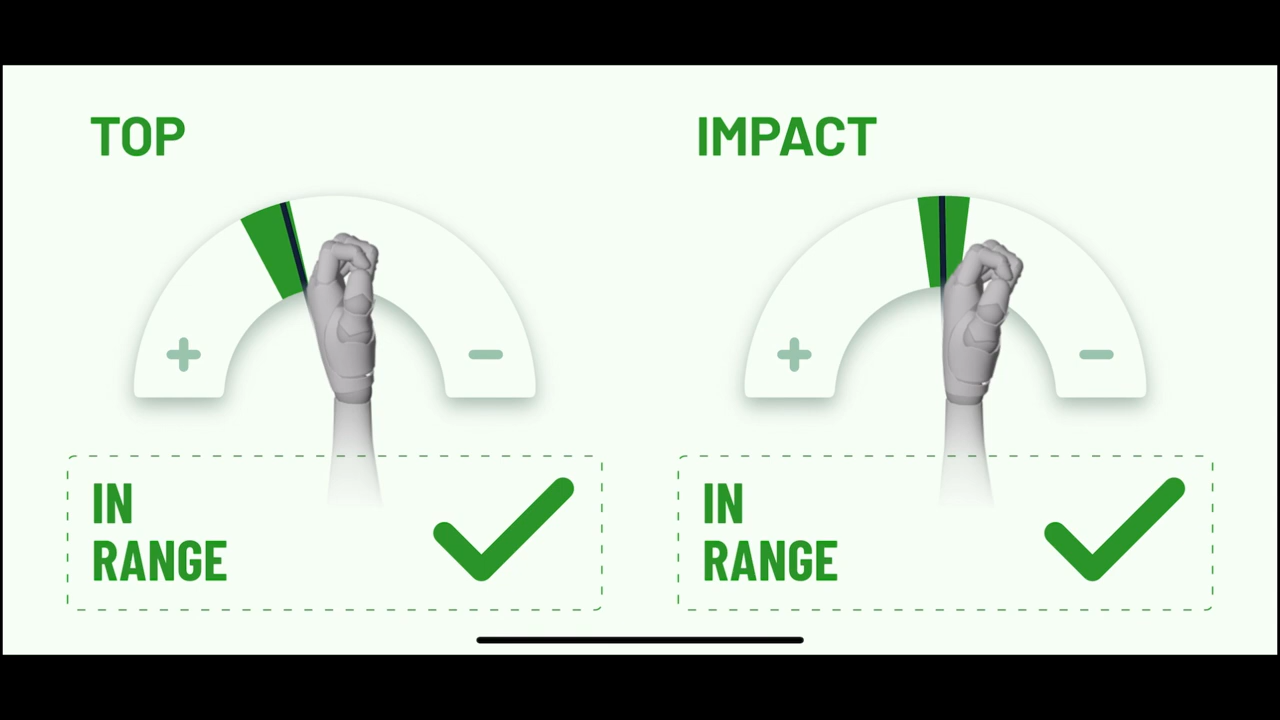 TOP
IMPACT
+
−
+
−
IN
RANGE
IN
RANGE